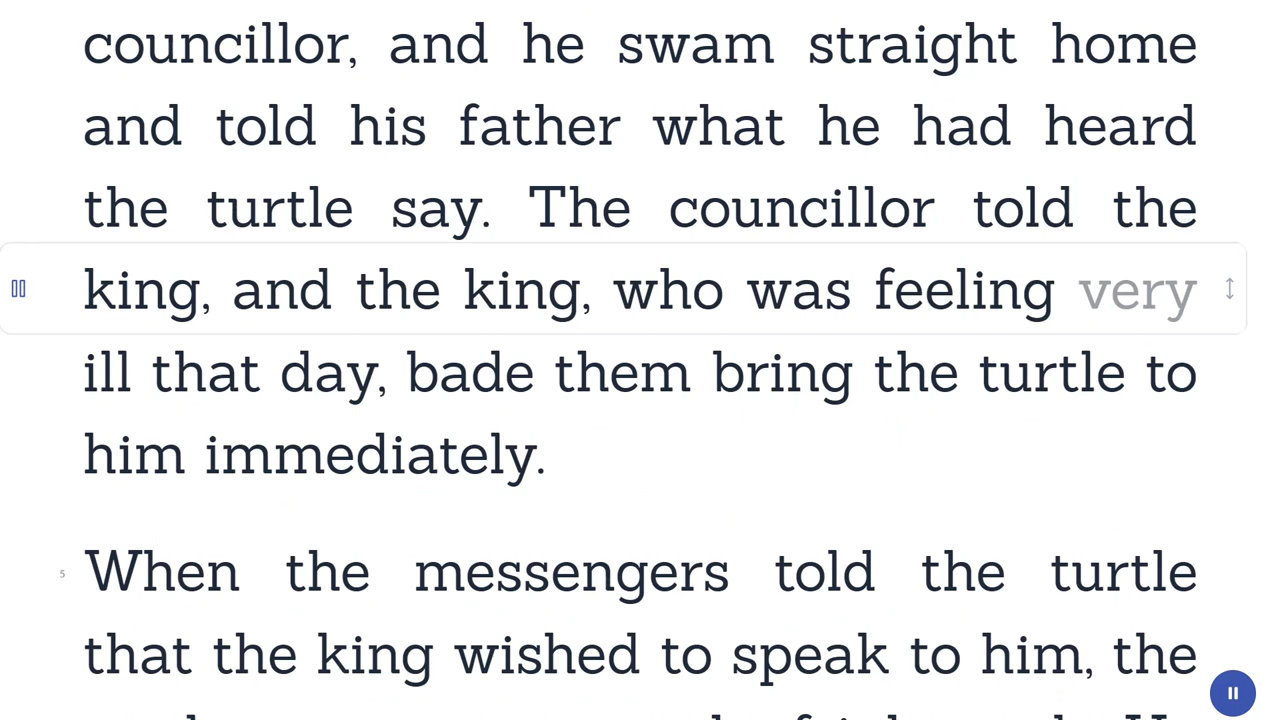 councillor, and he swam straight home
and told his father what he had heard
the turtle say. The councillor told the
king, and the king, who was feeling very
ill that day, bade them bring the turtle to
him immediately.
5
When the messengers told the turtle
that the king wished to speak to him, the